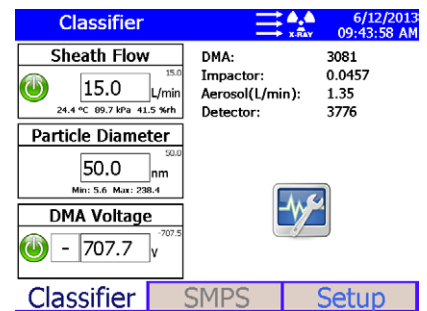 Classifier
X-RAY
6/12/2013
09:43:58 AM
Sheath Flow
15.0
15.0 L/min
24.4 ºC 89.7 kPa 41.5 %rh
Particle Diameter
50.0
50.0 nm
Min: 5.6 Max: 238.4
DMA Voltage
-707.5
- 707.7 V
DMA: 3081
Impactor: 0.0457
Aerosol(L/min): 1.35
Detector: 3776
Classifier SMPS Setup